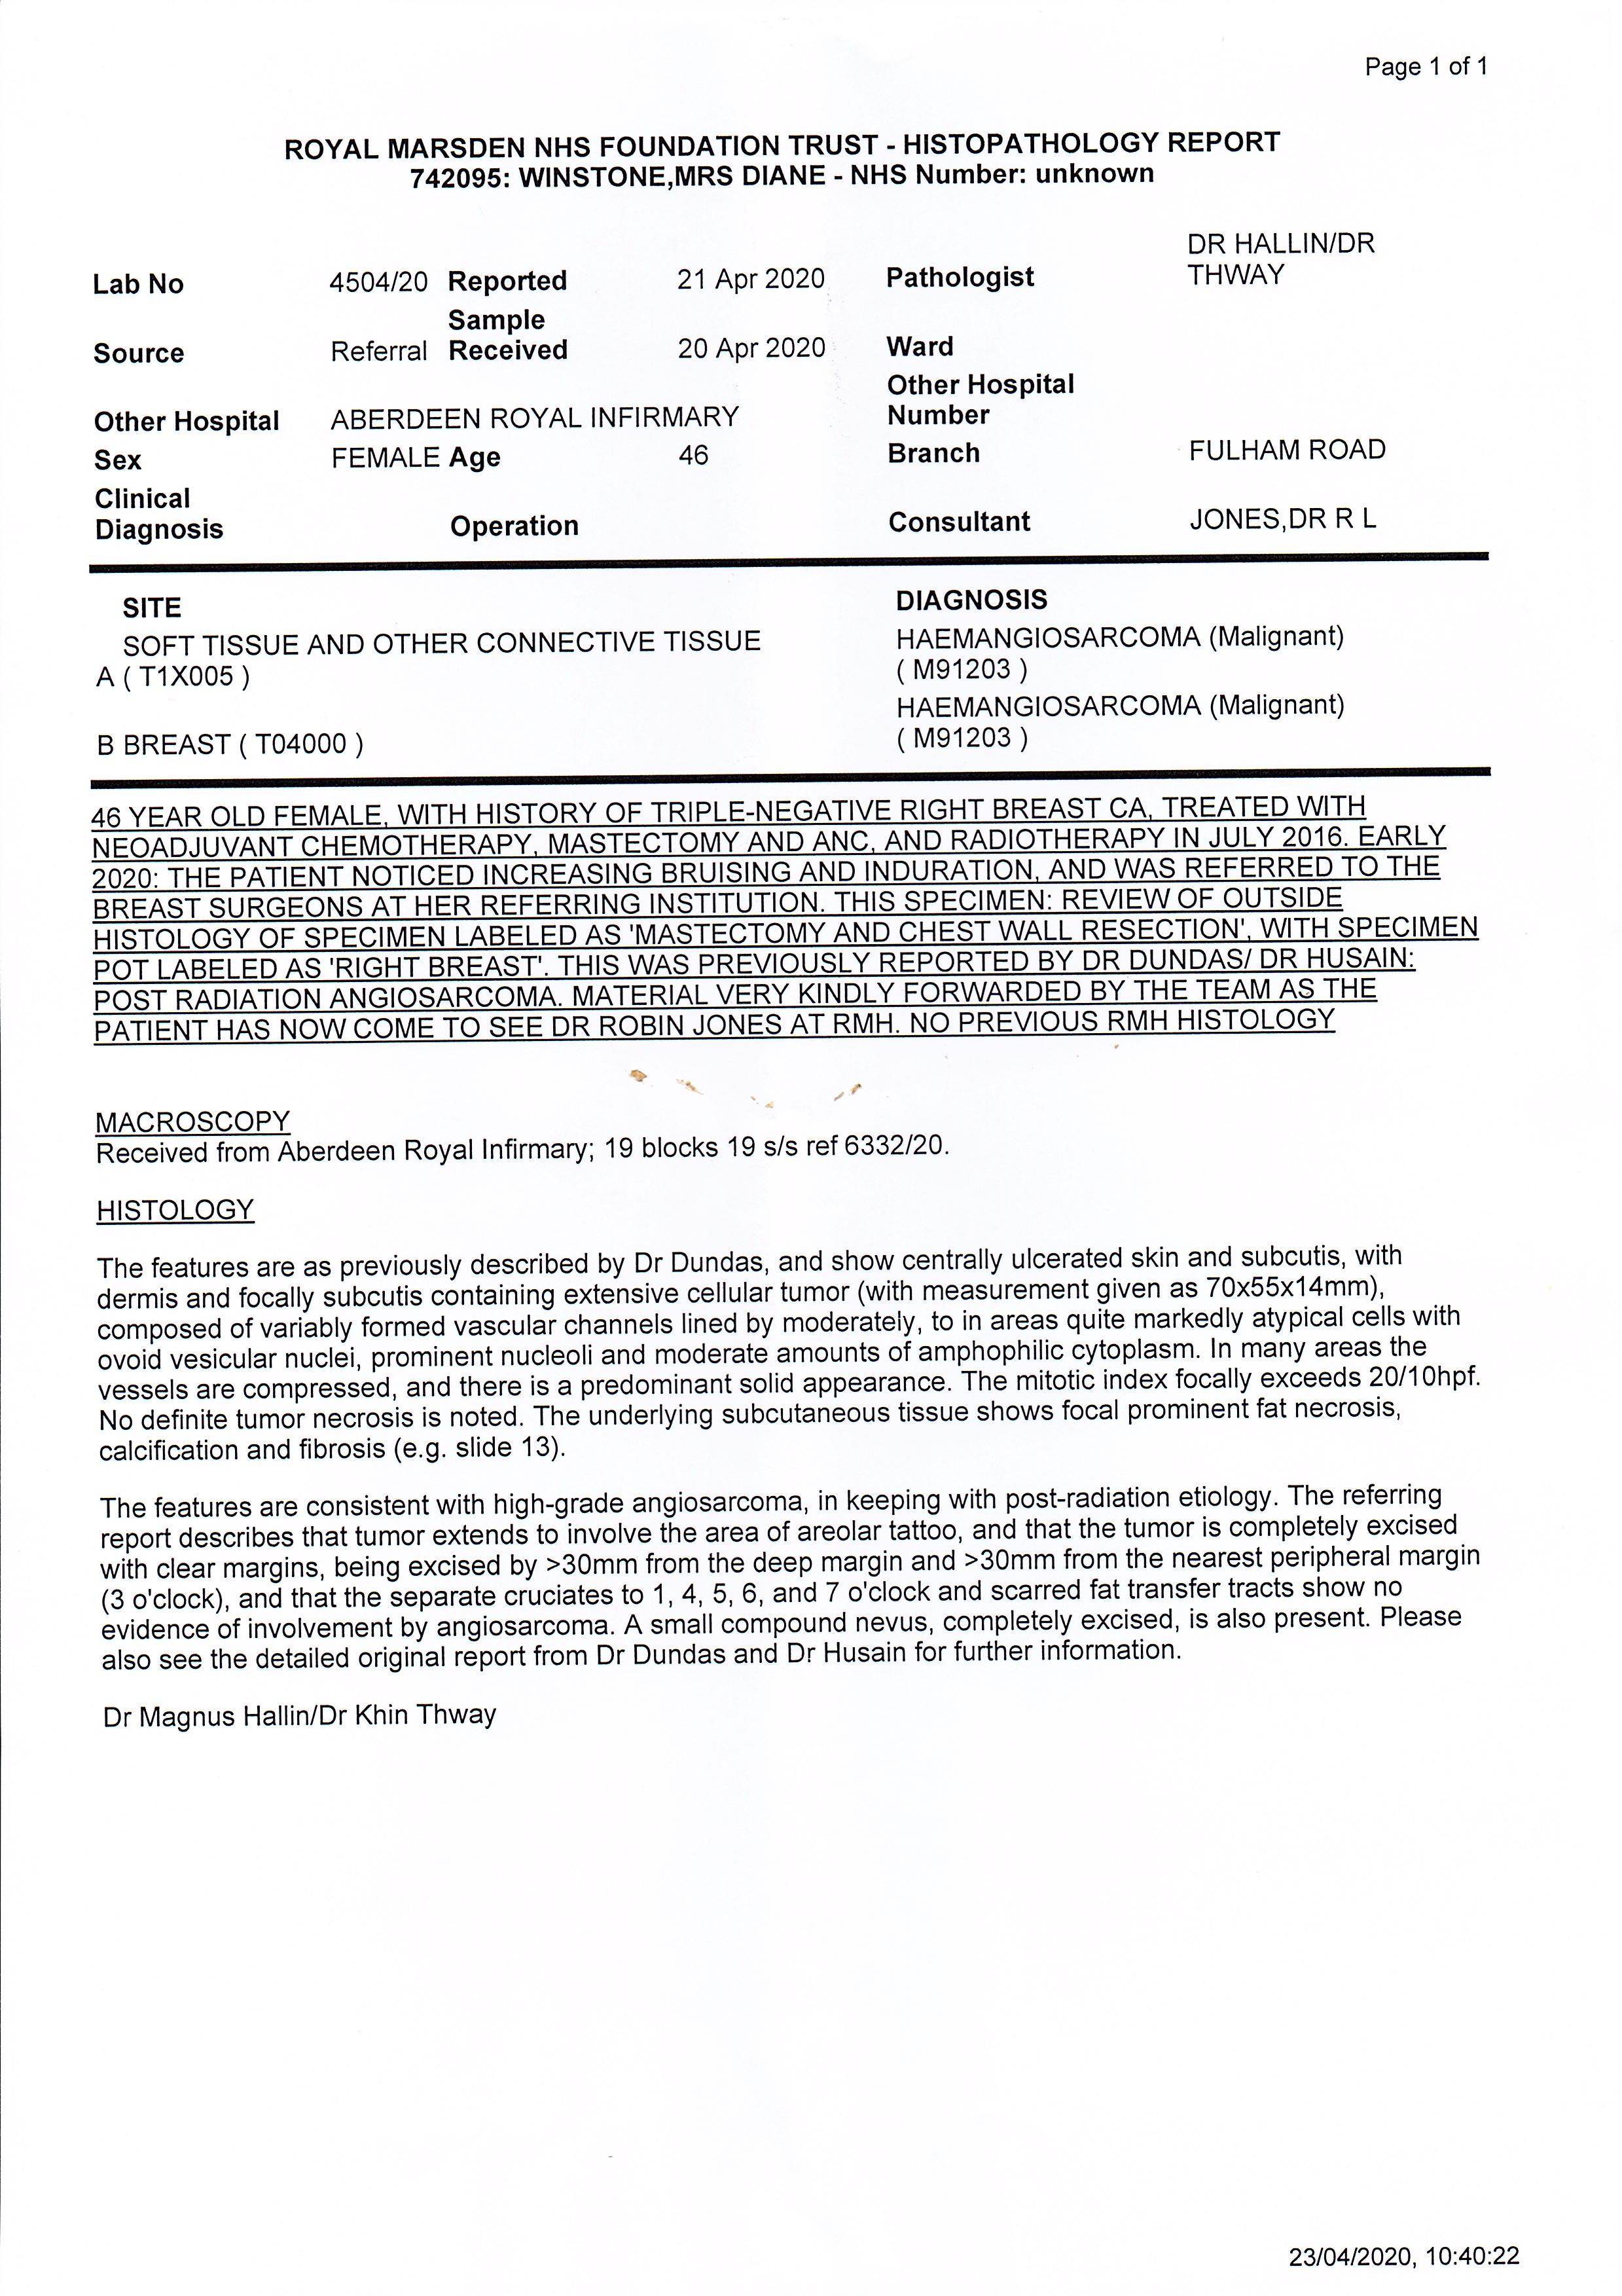 Page 1 of 1
ROYAL MARSDEN NHS FOUNDATION TRUST - HISTOPATHOLOGY REPORT
742095: WINSTONE,MRS DIANE - NHS Number: unknown
DR HALLIN/DR
Lab No 4504/20 Reported 21 Apr 2020 Pathologist THWAY
Sample
Source Referral Received 20 Apr 2020 Ward
Other Hospital
Other Hospital ABERDEEN ROYAL INFIRMARY Number
Sex FEMALE Age 46 Branch FULHAM ROAD
Clinical
Diagnosis Operation Consultant JONES,DR R L
SITE DIAGNOSIS
SOFT TISSUE AND OTHER CONNECTIVE TISSUE HAEMANGIOSARCOMA (Malignant)
A ( T1X005 ) ( M91203 )
HAEMANGIOSARCOMA (Malignant)
B BREAST ( T04000 ) ( M91203 )
46 YEAR OLD FEMALE, WITH HISTORY OF TRIPLE-NEGATIVE RIGHT BREAST CA, TREATED WITH
NEOADJUVANT CHEMOTHERAPY, MASTECTOMY AND ANC, AND RADIOTHERAPY IN JULY 2016. EARLY
2020: THE PATIENT NOTICED INCREASING BRUISING AND INDURATION, AND WAS REFERRED TO THE
BREAST SURGEONS AT HER REFERRING INSTITUTION. THIS SPECIMEN: REVIEW OF OUTSIDE
HISTOLOGY OF SPECIMEN LABELED AS 'MASTECTOMY AND CHEST WALL RESECTION', WITH SPECIMEN
POT LABELED AS 'RIGHT BREAST'. THIS WAS PREVIOUSLY REPORTED BY DR DUNDAS/ DR HUSAIN:
POST RADIATION ANGIOSARCOMA. MATERIAL VERY KINDLY FORWARDED BY THE TEAM AS THE
PATIENT HAS NOW COME TO SEE DR ROBIN JONES AT RMH. NO PREVIOUS RMH HISTOLOGY
MACROSCOPY
Received from Aberdeen Royal Infirmary; 19 blocks 19 s/s ref 6332/20.
HISTOLOGY
The features are as previously described by Dr Dundas, and show centrally ulcerated skin and subcutis, with
dermis and focally subcutis containing extensive cellular tumor (with measurement given as 70x55x14mm),
composed of variably formed vascular channels lined by moderately, to in areas quite markedly atypical cells with
ovoid vesicular nuclei, prominent nucleoli and moderate amounts of amphophilic cytoplasm. In many areas the
vessels are compressed, and there is a predominant solid appearance. The mitotic index focally exceeds 20/10hpf.
No definite tumor necrosis is noted. The underlying subcutaneous tissue shows focal prominent fat necrosis,
calcification and fibrosis (e.g. slide 13).
The features are consistent with high-grade angiosarcoma, in keeping with post-radiation etiology. The referring
report describes that tumor extends to involve the area of areolar tattoo, and that the tumor is completely excised
with clear margins, being excised by >30mm from the deep margin and >30mm from the nearest peripheral margin
(3 o'clock), and that the separate cruciates to 1, 4, 5, 6, and 7 o'clock and scarred fat transfer tracts show no
evidence of involvement by angiosarcoma. A small compound nevus, completely excised, is also present. Please
also see the detailed original report from Dr Dundas and Dr Husain for further information.
Dr Magnus Hallin/Dr Khin Thway
23/04/2020, 10:40:22